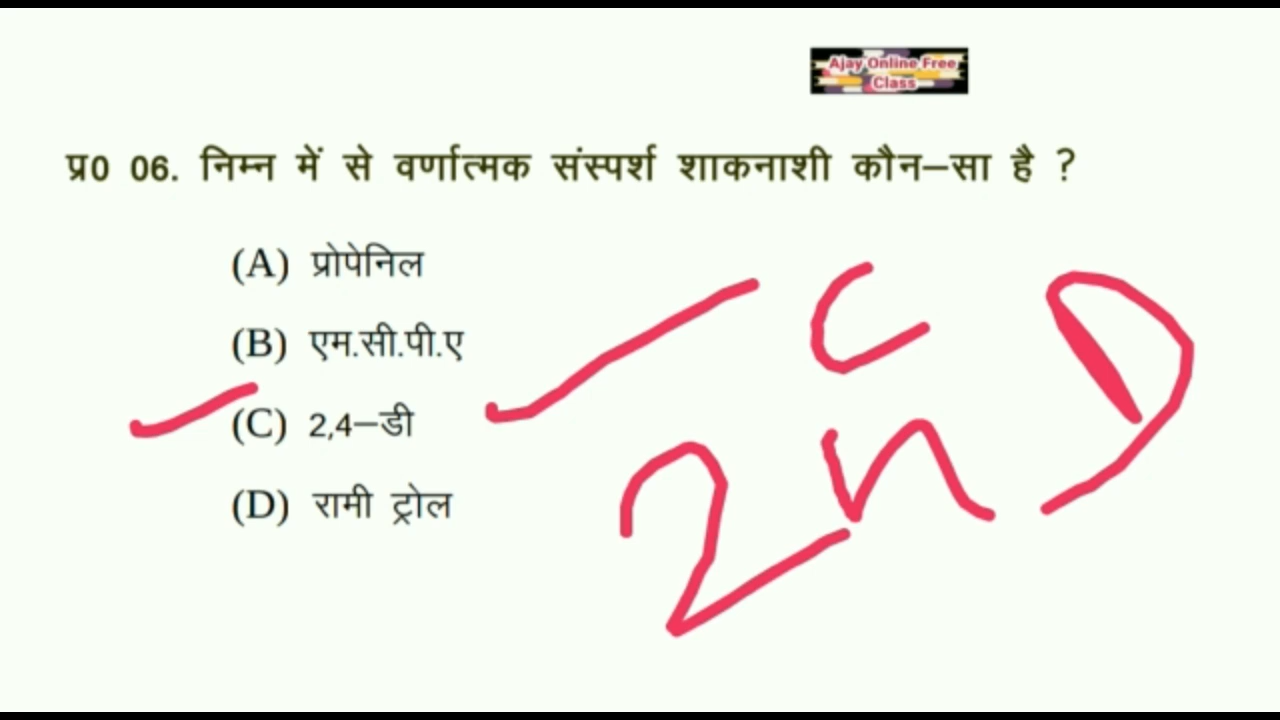 Ajay Online Free
Class
प्र0 06. निम्न में से वर्णात्मक संस्पर्श शाकनाशी कौन–सा है ?
(A) प्रोपेनिल
(B) एम.सी.पी.ए
(C) 2,4–डी
(D) रामी ट्रोल
C
2nD